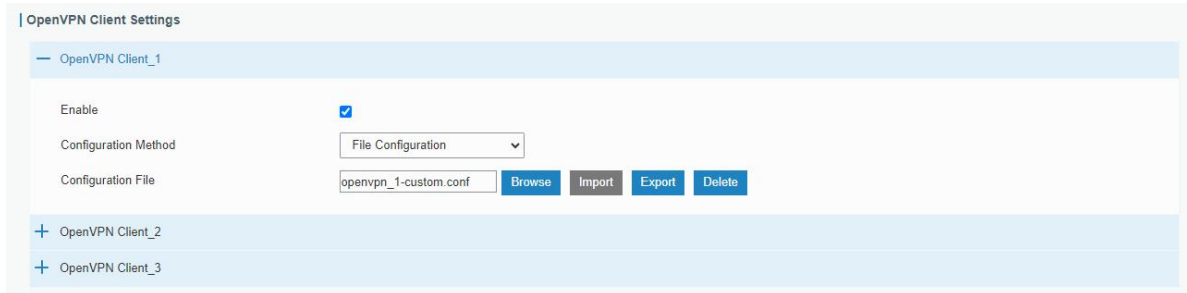 OpenVPN Client Settings
OpenVPN Client_1
Enable
Configuration Method File Configuration
Configuration File openvpn_1-custom.conf Browse Import Export Delete
OpenVPN Client_2
OpenVPN Client_3